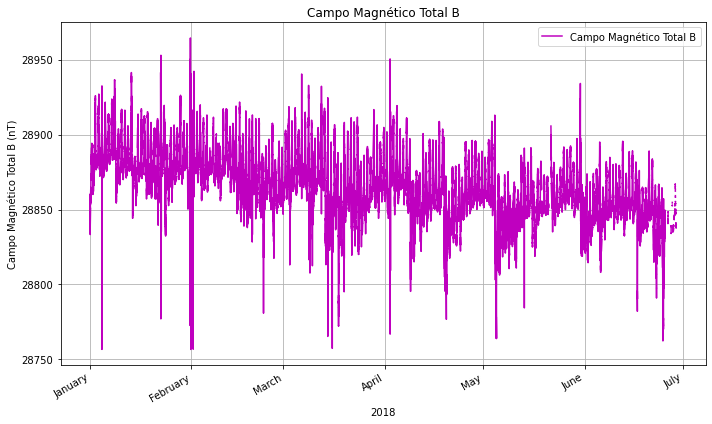 Campo Magnético Total B
Campo Magnético Total B
Campo Magnético Total B (nT)
28950
28900
28850
28800
28750
January
February
March
April
May
June
July
2018